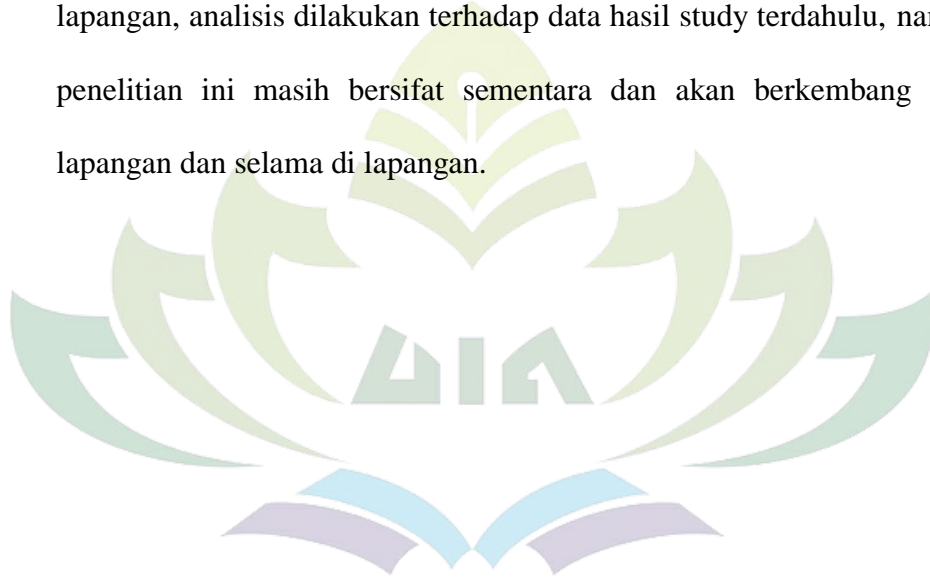 lapangan, analisis dilakukan terhadap data hasil study terdahulu,
penelitian ini masih bersifat sementara dan akan berkembang
lapangan dan selama di lapangan.
UIN